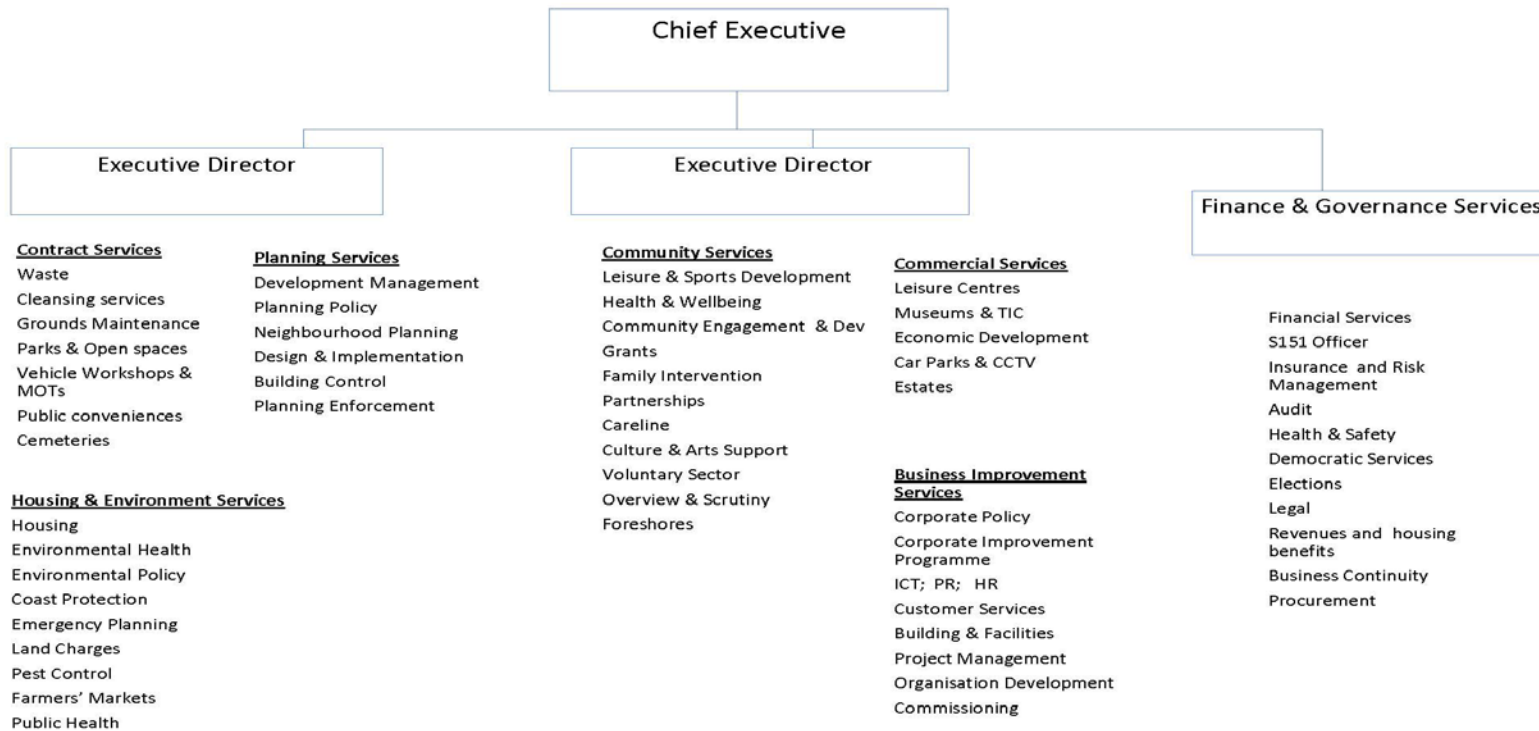 Chief Executive
Executive Director
Contract Services
Waste
Cleansing services
Grounds Maintenance
Parks & Open spaces
Vehicle Workshops &
MOTs
Public conveniences
Cemeteries
Planning Services
Development Management
Planning Policy
Neighbourhood Planning
Design & Implementation
Building Control
Planning Enforcement
Housing & Environment Services
Housing
Environmental Health
Environmental Policy
Coast Protection
Emergency Planning
Land Charges
Pest Control
Farmers' Markets
Public Health
Executive Director
Community Services
Leisure & Sports Development
Health & Wellbeing
Community Engagement & Dev
Grants
Family Intervention
Partnerships
Careline
Culture & Arts Support
Voluntary Sector
Overview & Scrutiny
Foreshores
Commercial Services
Leisure Centres
Museums & TIC
Economic Development
Car Parks & CCTV
Estates
Business Improvement
Services
Corporate Policy
Corporate Improvement
Programme
ICT; PR; HR
Customer Services
Building & Facilities
Project Management
Organisation Development
Commissioning
Finance & Governance Services
Financial Services
S151 Officer
Insurance and Risk
Management
Audit
Health & Safety
Democratic Services
Elections
Legal
Revenues and housing
benefits
Business Continuity
Procurement